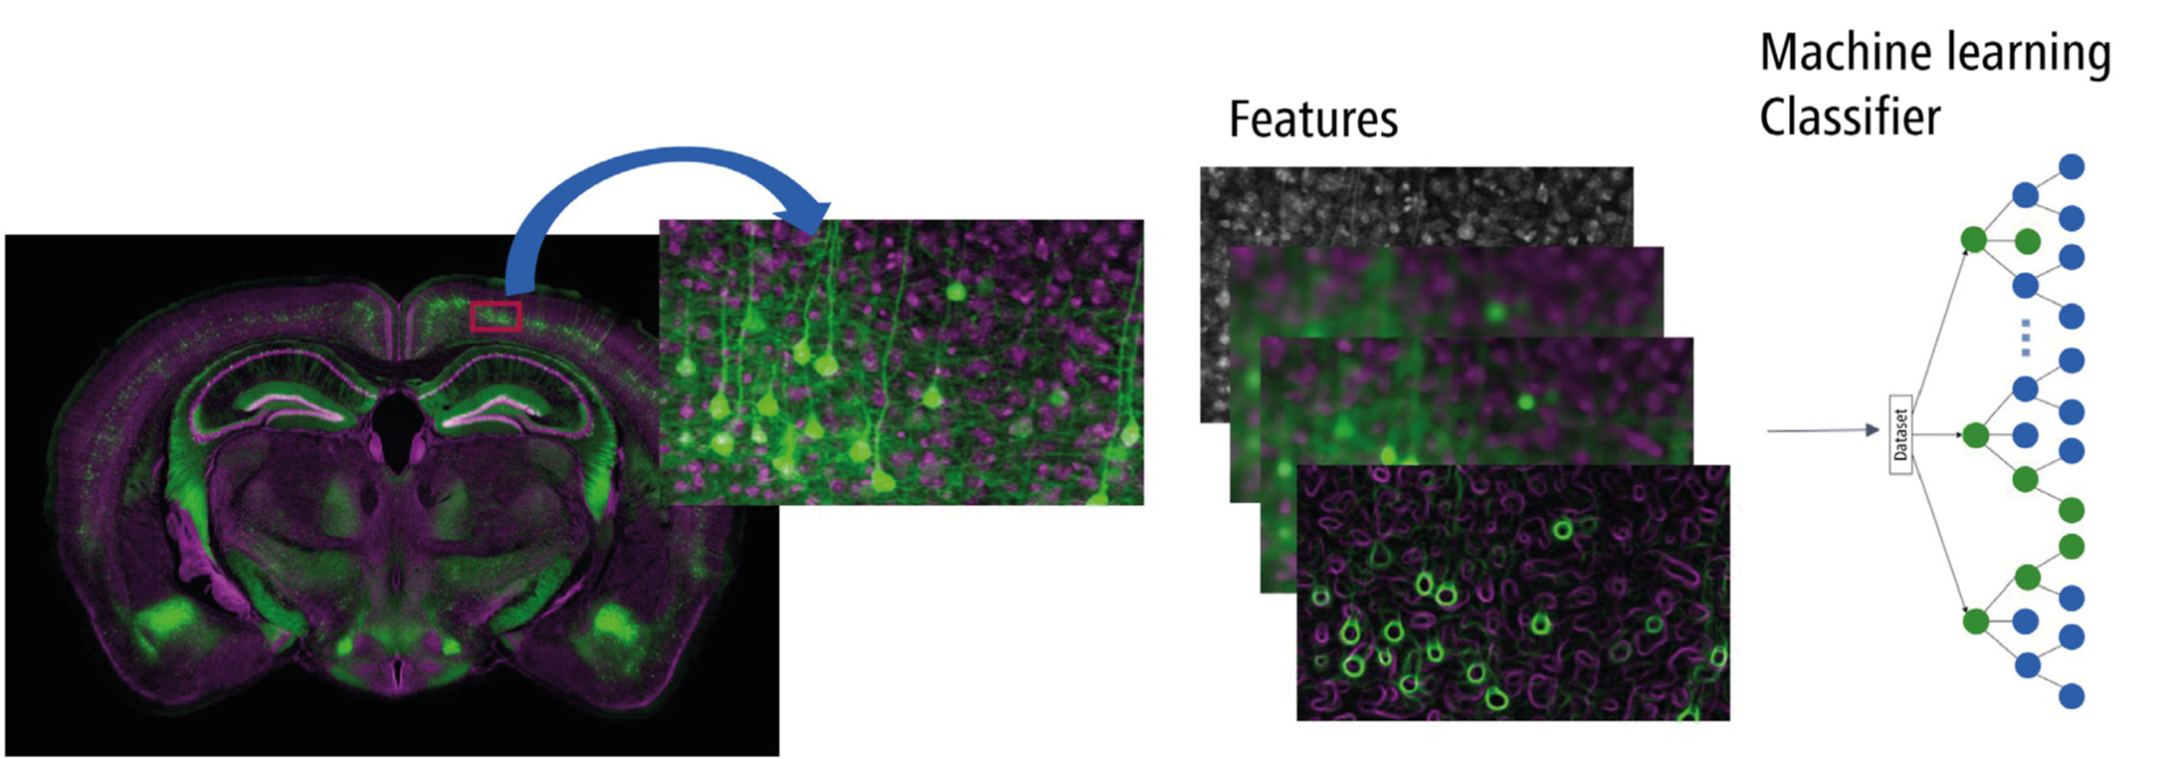 Features
Machine learning
Classifier
Dataset